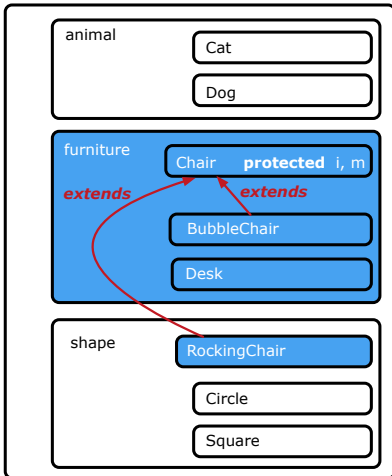 animal
Cat
Dog
furniture
Chair protected i, m
extends
extends
BubbleChair
Desk
shape
RockingChair
Circle
Square